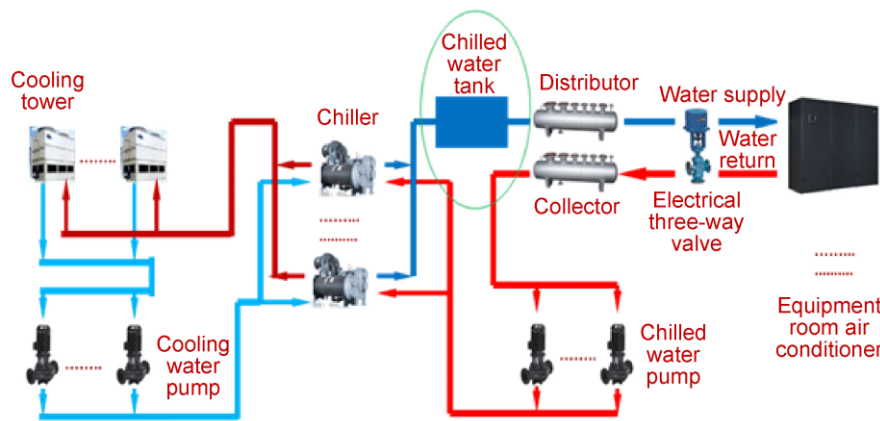 Chilled
water
tank
Cooling
tower
Distributor
Water supply
Chiller
Water
return
Collector
Electrical
three-way
valve
Equipment
room air
conditioner
Cooling
water
pump
Chilled
water
pump